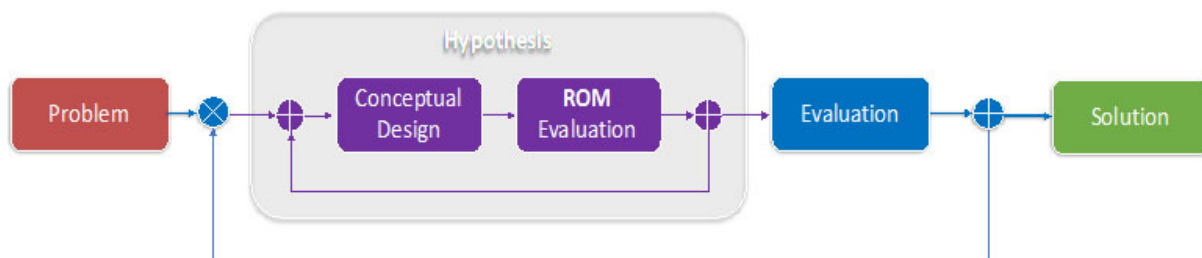 Hypothesis
Problem
Conceptual
Design
ROM
Evaluation
Evaluation
Solution